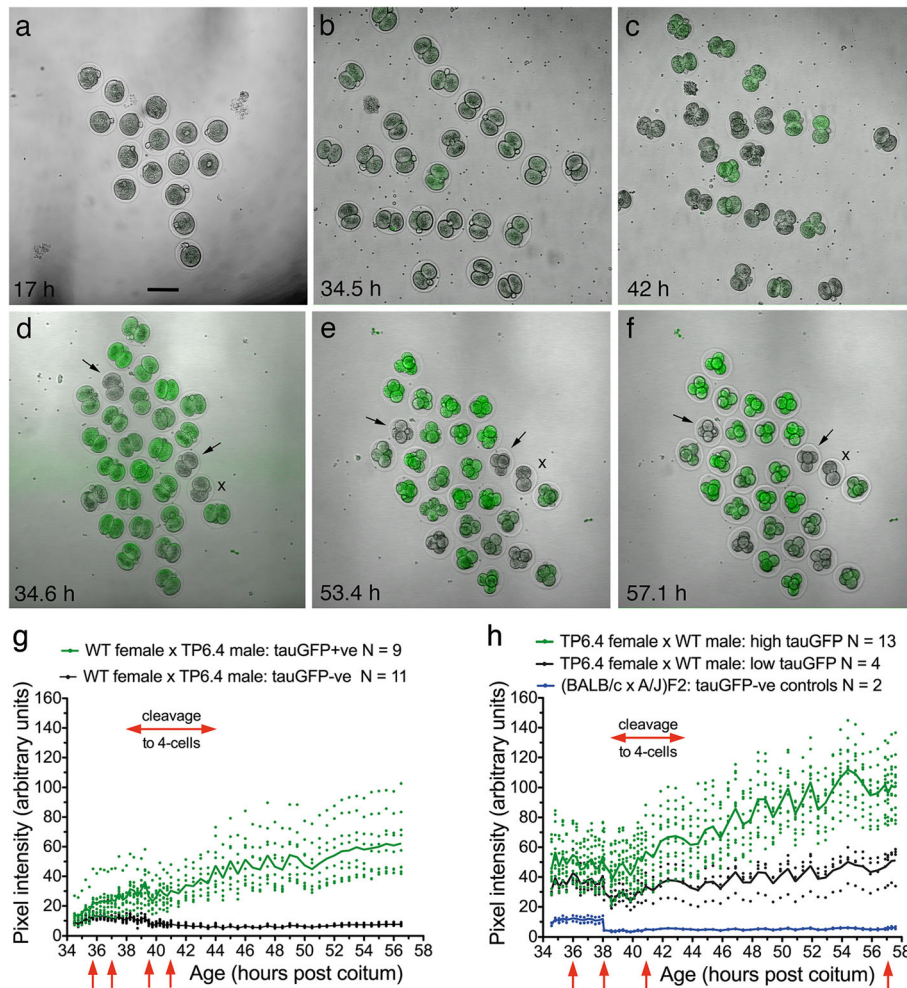 a
b
c
17 h
34.5 h
42 h
d
e
f
x
x
x
34.6 h
53.4 h
57.1 h
g
WT female x TP6.4 male: tauGFP+ve N = 9
WT female x TP6.4 male: tauGFP-ve N = 11
Pixel intensity (arbitrary units)
160
140
120
100
80
60
40
20
0
cleavage
to 4-cells
34 36 38 40 42 44 46 48 50 52 54 56 58
Age (hours post coitum)
h
TP6.4 female x WT male: high tauGFP N = 13
TP6.4 female x WT male: low tauGFP N = 4
(BALB/c x A/J)F2: tauGFP-ve controls N = 2
Pixel intensity (arbitrary units)
160
140
120
100
80
60
40
20
0
cleavage
to 4-cells
34 36 38 40 42 44 46 48 50 52 54 56 58
Age (hours post coitum)